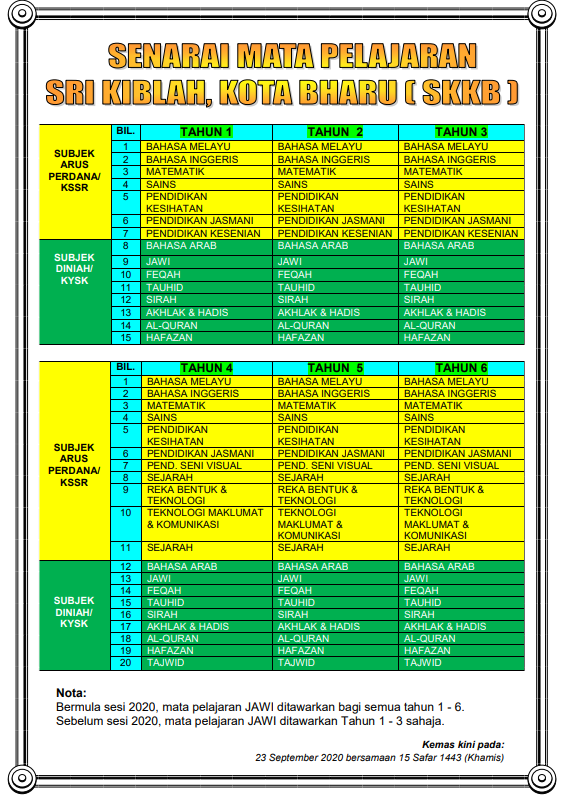 SENARAI MATA PELAJARAN
SRI KIBLAH, KOTA BHARU ( SKKB )
SUBJEK ARUS PERDANA/ KSSR
BIL. TAHUN 1 TAHUN 2 TAHUN 3
1 BAHASA MELAYU BAHASA MELAYU BAHASA MELAYU
2 BAHASA INGGERIS BAHASA INGGERIS BAHASA INGGERIS
3 MATEMATIK MATEMATIK MATEMATIK
4 SAINS SAINS SAINS
5 PENDIDIKAN KESIHATAN PENDIDIKAN KESIHATAN PENDIDIKAN KESIHATAN
6 PENDIDIKAN JASMANI PENDIDIKAN JASMANI PENDIDIKAN JASMANI
7 PENDIDIKAN KESENIAN PENDIDIKAN KESENIAN PENDIDIKAN KESENIAN
SUBJEK DINIAH/ KYSK
8 BAHASA ARAB BAHASA ARAB BAHASA ARAB
9 JAWI JAWI JAWI
10 FEQAH FEQAH FEQAH
11 TAUHID TAUHID TAUHID
12 SIRAH SIRAH SIRAH
13 AKHLAK & HADIS AKHLAK & HADIS AKHLAK & HADIS
14 AL-QURAN AL-QURAN AL-QURAN
15 HAFAZAN HAFAZAN HAFAZAN
SUBJEK ARUS PERDANA/ KSSR
BIL. TAHUN 4 TAHUN 5 TAHUN 6
1 BAHASA MELAYU BAHASA MELAYU BAHASA MELAYU
2 BAHASA INGGERIS BAHASA INGGERIS BAHASA INGGERIS
3 MATEMATIK MATEMATIK MATEMATIK
4 SAINS SAINS SAINS
5 PENDIDIKAN KESIHATAN PENDIDIKAN KESIHATAN PENDIDIKAN KESIHATAN
6 PENDIDIKAN JASMANI PENDIDIKAN JASMANI PENDIDIKAN JASMANI
7 PEND. SENI VISUAL PEND. SENI VISUAL PEND. SENI VISUAL
8 SEJARAH SEJARAH SEJARAH
9 REKA BENTUK & TEKNOLOGI REKA BENTUK & TEKNOLOGI REKA BENTUK & TEKNOLOGI
10 TEKNOLOGI MAKLUMAT & KOMUNIKASI TEKNOLOGI MAKLUMAT & KOMUNIKASI TEKNOLOGI MAKLUMAT & KOMUNIKASI
11 SEJARAH SEJARAH SEJARAH
SUBJEK DINIAH/ KYSK
12 BAHASA ARAB BAHASA ARAB BAHASA ARAB
13 JAWI JAWI JAWI
14 FEQAH FEQAH FEQAH
15 TAUHID TAUHID TAUHID
16 SIRAH SIRAH SIRAH
17 AKHLAK & HADIS AKHLAK & HADIS AKHLAK & HADIS
18 AL-QURAN AL-QURAN AL-QURAN
19 HAFAZAN HAFAZAN HAFAZAN
20 TAJWID TAJWID TAJWID
Nota:
Bermula sesi 2020, mata pelajaran JAWI ditawarkan bagi semua tahun 1 - 6.
Sebelum sesi 2020, mata pelajaran JAWI ditawarkan Tahun 1 - 3 sahaja.
Kemas kini pada:
23 September 2020 bersamaan 15 Safar 1443 (Khamis)